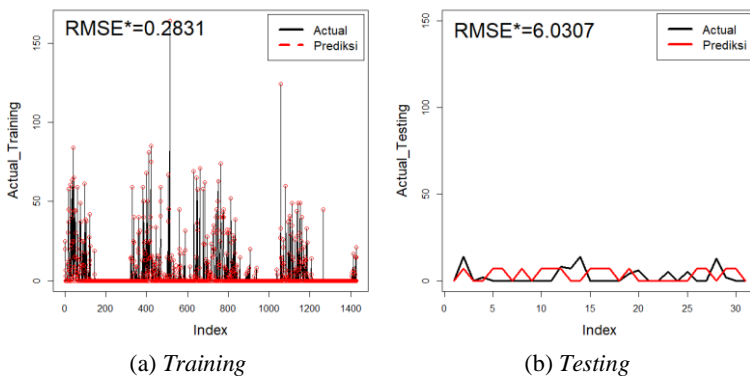 RMSE*=0.2831
Actual
Prediksi
Actual_Training
150
100
50
0
0 200 400 600 800 1000 1200 1400
Index
(a) Training
RMSE*=6.0307
Actual
Prediksi
Actual_Testing
150
100
50
0
0 5 10 15 20 25 30
Index
(b) Testing